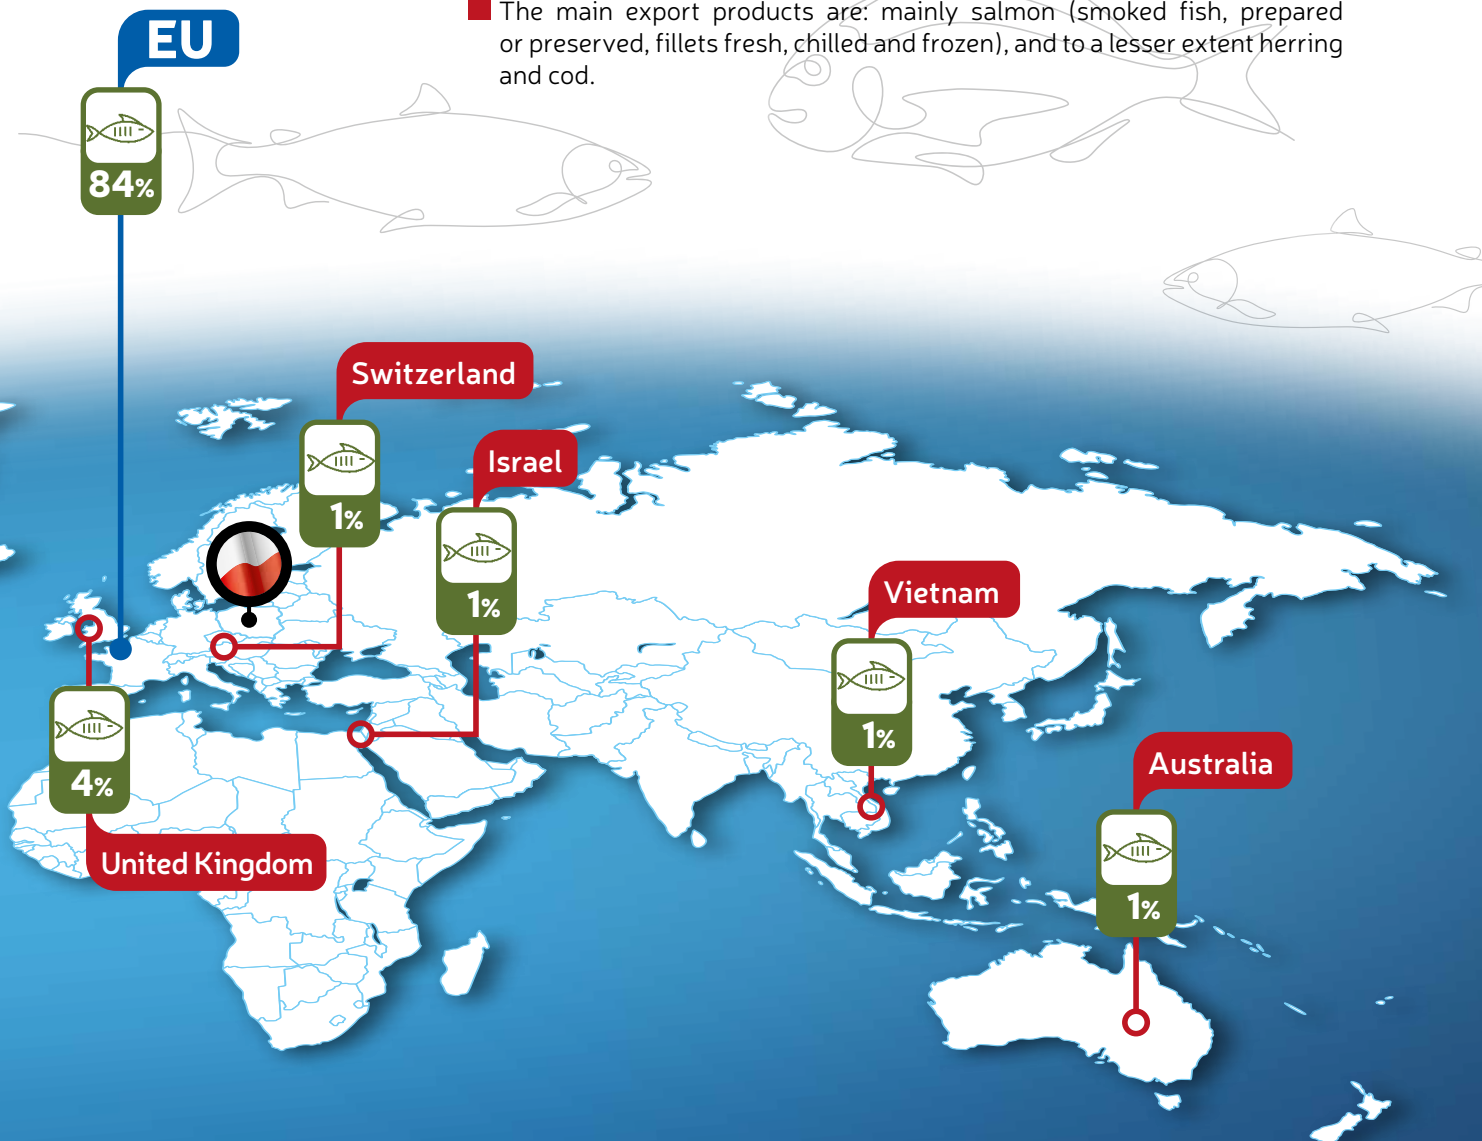 The main export products are: mainly salmon (smoked fish, prepared
or preserved, fillets fresh, chilled and frozen), and to a lesser extent herring
and cod.
EU
84%
Switzerland
1%
Israel
1%
Vietnam
1%
4%
United Kingdom
Australia
1%